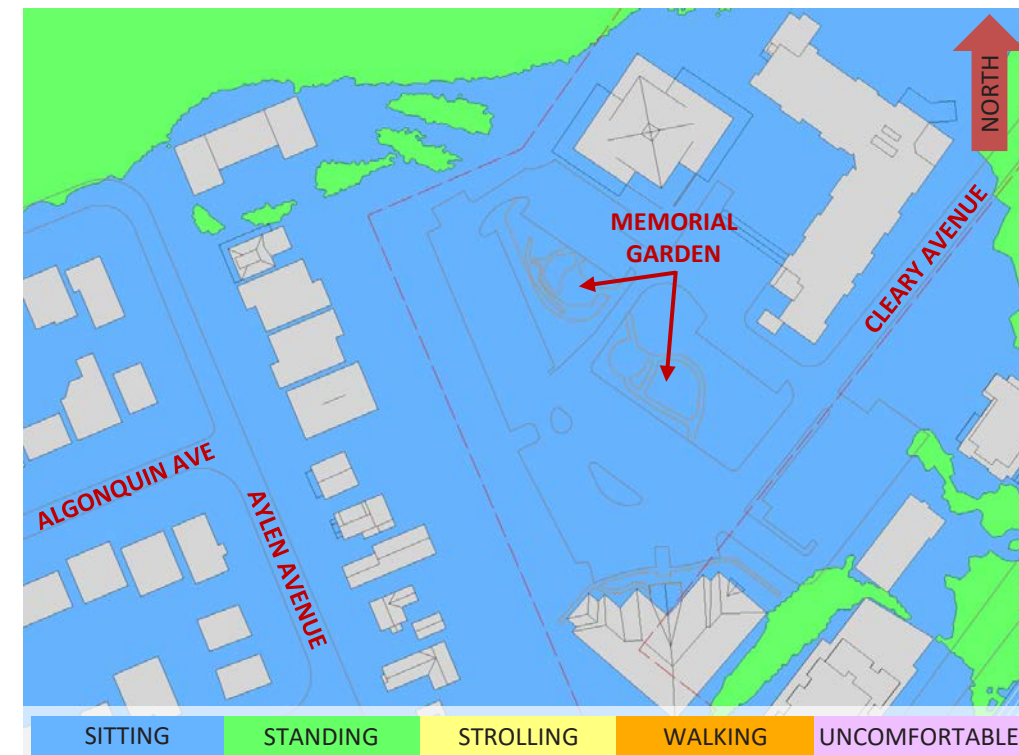 NORTH
MEMORIAL
GARDEN
CLEARY AVENUE
ALGONQUIN AVE
AYLEN AVENUE
SITTING
STANDING
STROLLING
WALKING
UNCOMFORTABLE